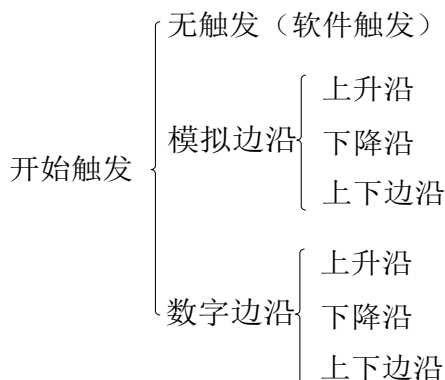 无触发（软件触发）
上升沿
模拟边沿
下降沿
上下边沿
开始触发
上升沿
数字边沿
下降沿
上下边沿